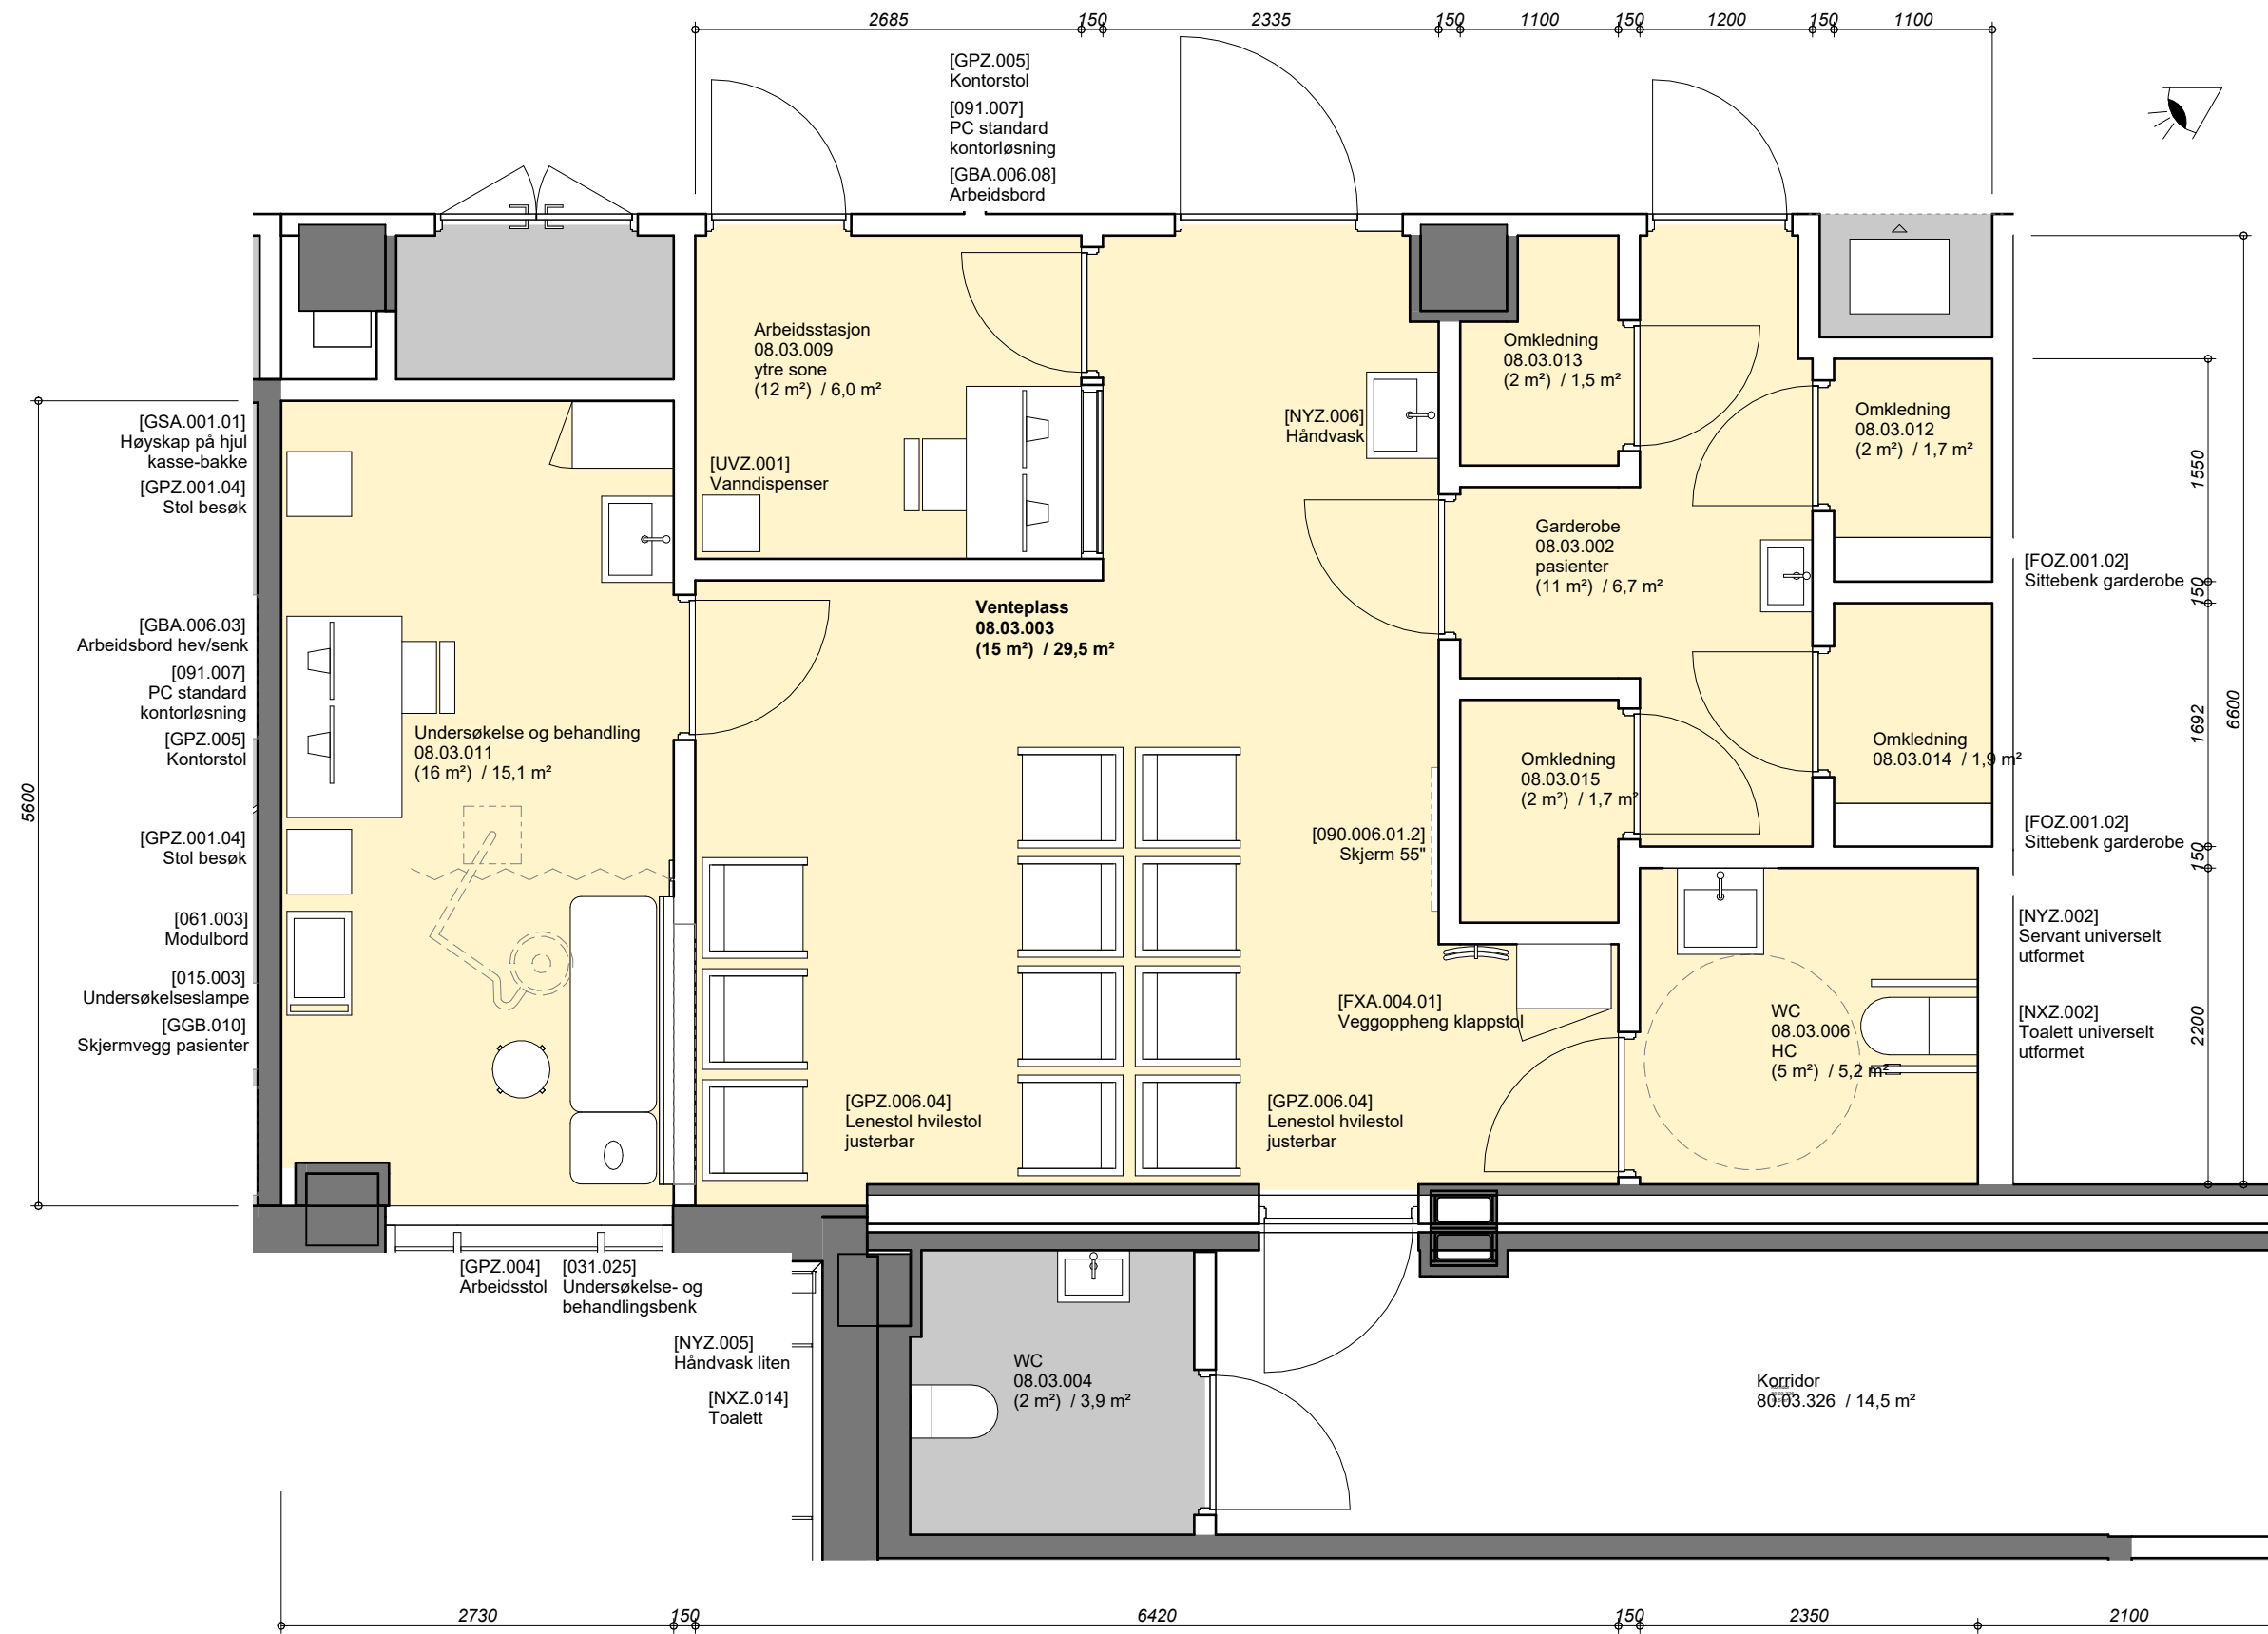 2685 150 2335 150 1100 150 1200 150 1100
[GPZ.005]
Kontorstol
[091.007]
PC standard
kontorløsning
[GBA.006.08]
Arbeidsbord
[GSA.001.01]
Høyskap på hjul
kasse-bakke
[GPZ.001.04]
Stol besøk
[GBA.006.03]
Arbeidsbord hev/senk
[091.007]
PC standard
kontorløsning
[GPZ.005]
Kontorstol
[GPZ.001.04]
Stol besøk
[061.003]
Modulbord
[015.003]
Undersøkelseslampe
[GGB.010]
Skjermvegg pasienter
5600
Arbeidsstasjon
08.03.009
ytre sone
(12 m²) / 6,0 m²
[UVZ.001]
Vanndispenser
Undersøkelse og behandling
08.03.011
(16 m²) / 15,1 m²
Venteplass
08.03.003
(15 m²) / 29,5 m²
[NYZ.006]
Håndvask
Omkledning
08.03.013
(2 m²) / 1,5 m²
Omkledning
08.03.012
(2 m²) / 1,7 m²
Garderobe
08.03.002
pasienter
(11 m²) / 6,7 m²
Omkledning
08.03.015
(2 m²) / 1,7 m²
Omkledning
08.03.014 / 1,9 m²
[090.006.01.2]
Skjerm 55"
[FXA.004.01]
Veggoppheng klappstol
[GPZ.006.04]
Lenestol hvilestol
justerbar
[GPZ.006.04]
Lenestol hvilestol
justerbar
WC
08.03.006
HC
(5 m²) / 5,2 m²
[FOZ.001.02]
Sittebenk garderobe
[FOZ.001.02]
Sittebenk garderobe
[NYZ.002]
Servant universelt
utformet
[NXZ.002]
Toalett universelt
utformet
1550
150
1692
150
2200
6600
[GPZ.004]
Arbeidsstol
[031.025]
Undersøkelse- og
behandlingsbenk
[NYZ.005]
Håndvask liten
[NXZ.014]
Toalett
WC
08.03.004
(2 m²) / 3,9 m²
Korridor
80.03.326 / 14,5 m²
2730 150 6420 150 2350 2100